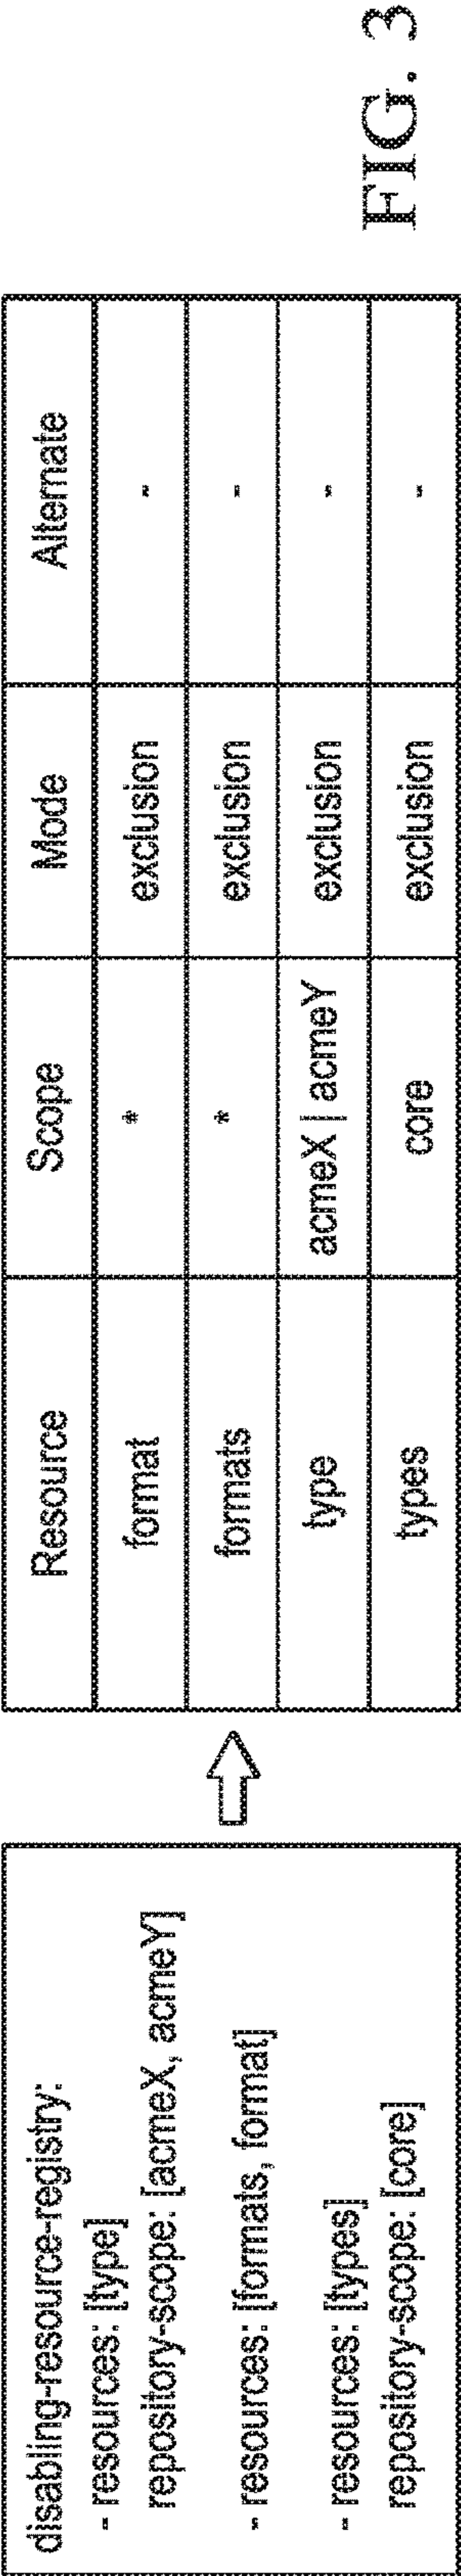 disabling-resource-registry:
- resources: [type]
repository-scope: [acmeX, acmeY]
- resources: [formats, format]
- resources: [types]
repository-scope: [core]
Resource Scope Mode Alternate
format * exclusion -
formats * exclusion -
type acmeX | acmeY exclusion -
types core exclusion -
FIG. 3